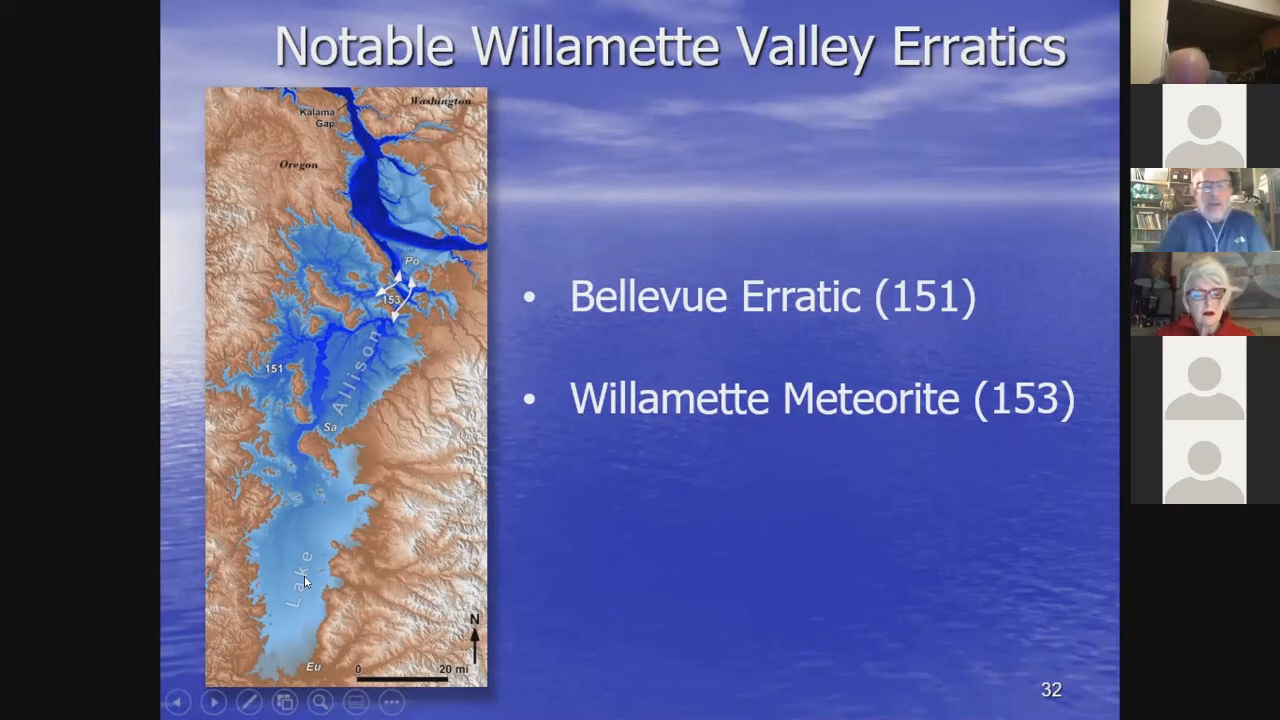 Notable Willamette Valley Erratics
Washington
Kalama
Gap
Oregon
Po
153
151
Lake Allison
Sa
Eu
N
0 20 mi
• Bellevue Erratic (151)
• Willamette Meteorite (153)
32